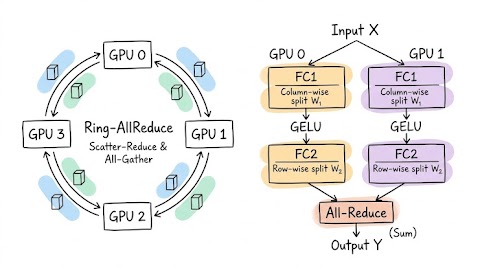 GPU 0
GPU 3
Ring-AllReduce
Scatter-Reduce &
All-Gather
GPU 1
GPU 2
Input X
GPU 0
GPU 1
FC1
Column-wise
split W₁
FC1
Column-wise
split W₁
GELU
GELU
FC2
Row-wise split W₂
FC2
Row-wise split W₂
All-Reduce
(Sum)
Output Y